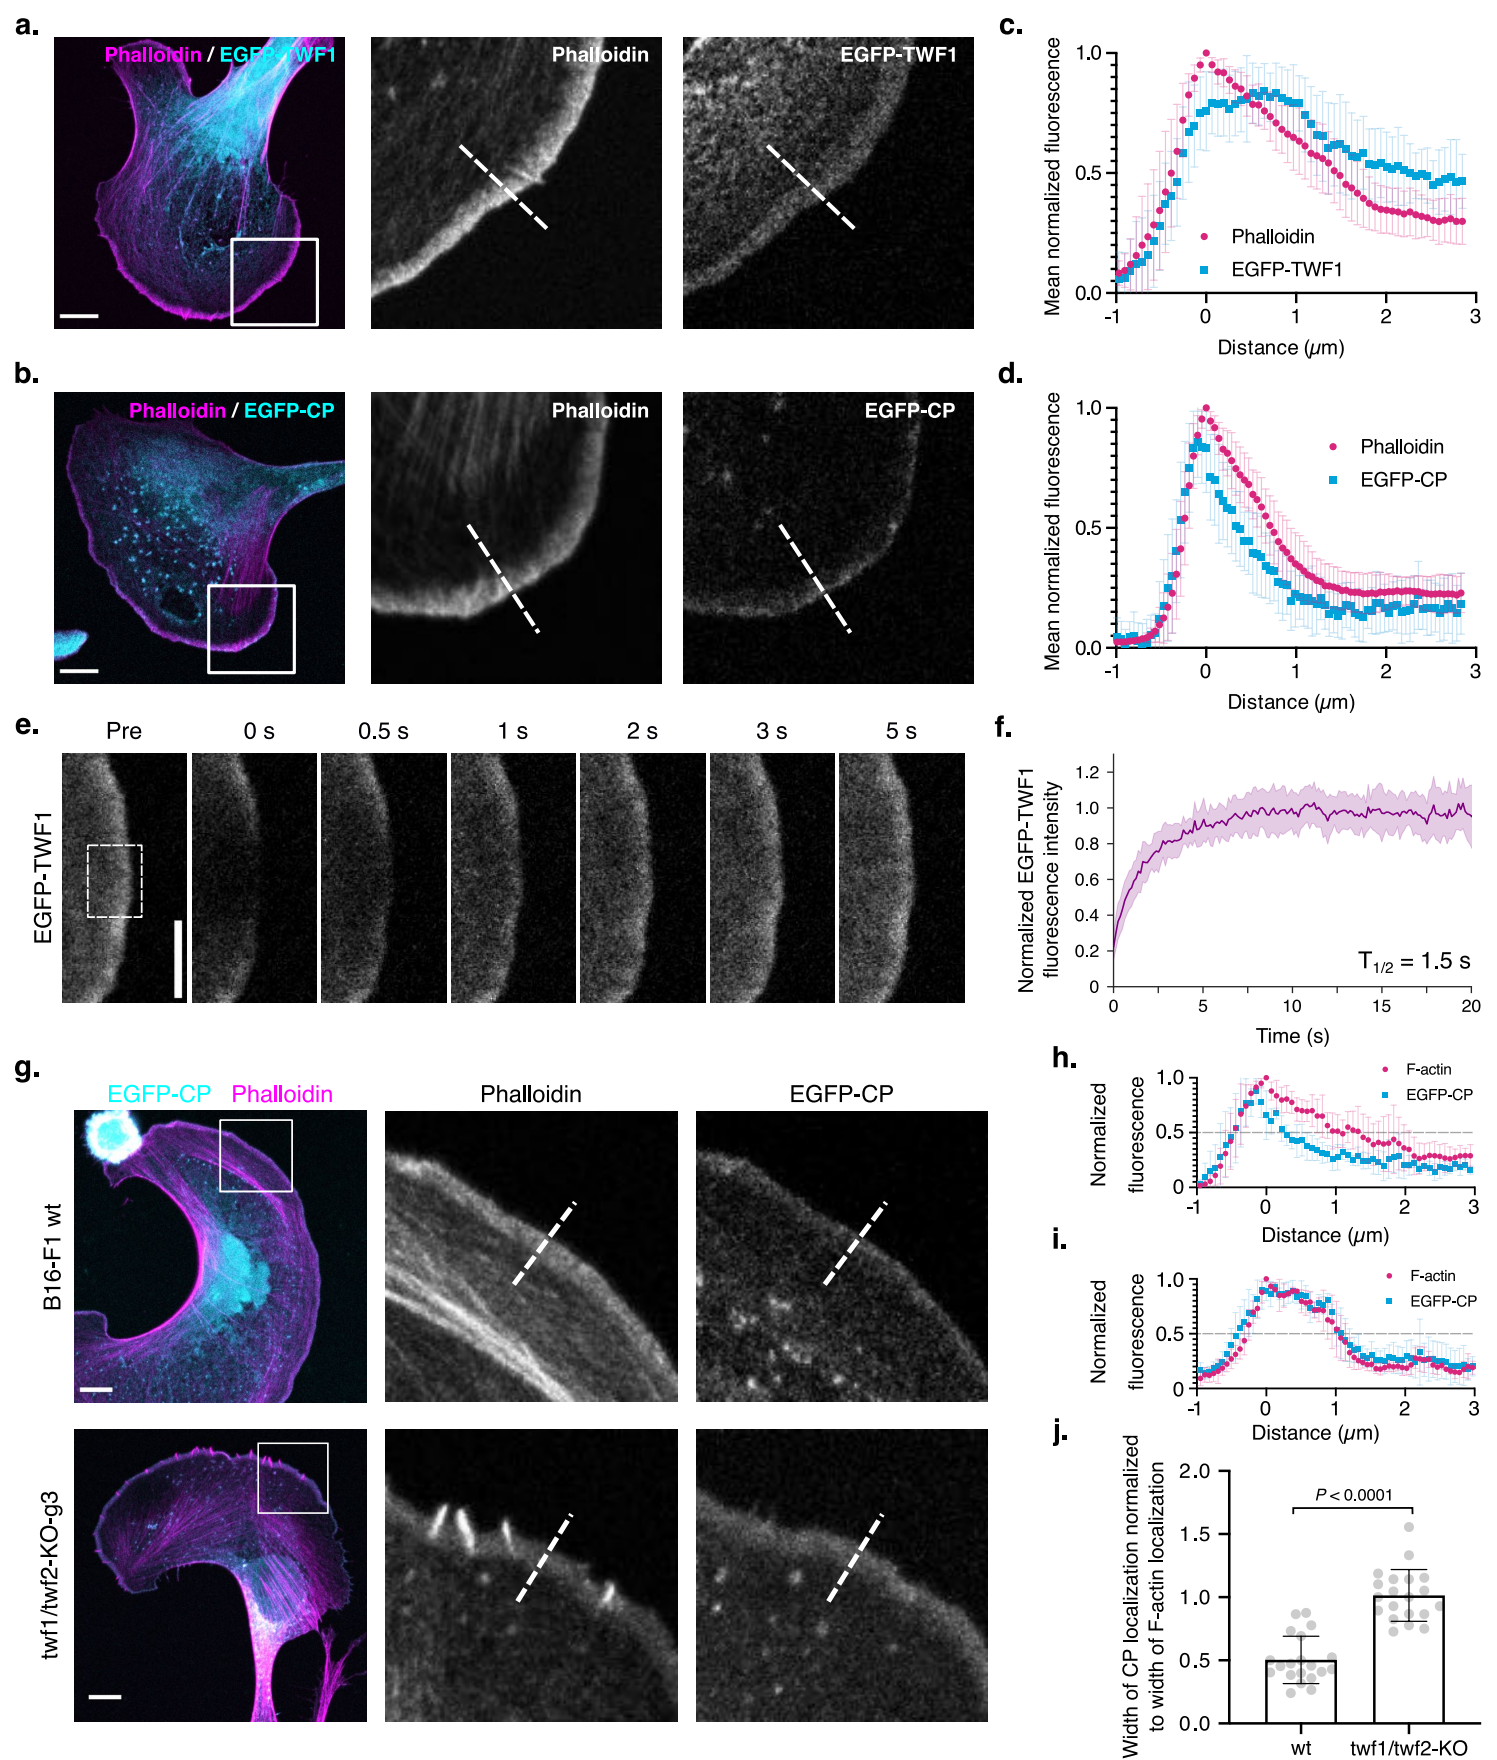 a.
Phalloidin / EGFP-TWF1
Phalloidin
EGFP-TWF1
c.
Mean normalized fluorescence
1.0
0.5
0.0
-1
0
1
2
3
Distance (µm)
Phalloidin
EGFP-TWF1
b.
Phalloidin / EGFP-CP
Phalloidin
EGFP-CP
d.
Mean normalized fluorescence
1.0
0.5
0.0
-1
0
1
2
3
Distance (µm)
Phalloidin
EGFP-CP
e.
Pre
0 s
0.5 s
1 s
2 s
3 s
5 s
EGFP-TWF1
f.
Normalized EGFP-TWF1
fluorescence intensity
1.2
1.0
0.8
0.6
0.4
0.2
0
0
5
10
15
20
Time (s)
T1/2 = 1.5 s
g.
EGFP-CP Phalloidin
Phalloidin
EGFP-CP
B16-F1 wt
twf1/twf2-KO-g3
h.
Normalized
fluorescence
1.0
0.5
0
-1
0
1
2
3
Distance (µm)
F-actin
EGFP-CP
i.
Normalized
fluorescence
1.0
0.5
0
-1
0
1
2
3
Distance (µm)
F-actin
EGFP-CP
j.
Width of CP localization normalized
to width of F-actin localization
2.0
1.5
1.0
0.5
0.0
P < 0.0001
wt
twf1/twf2-KO